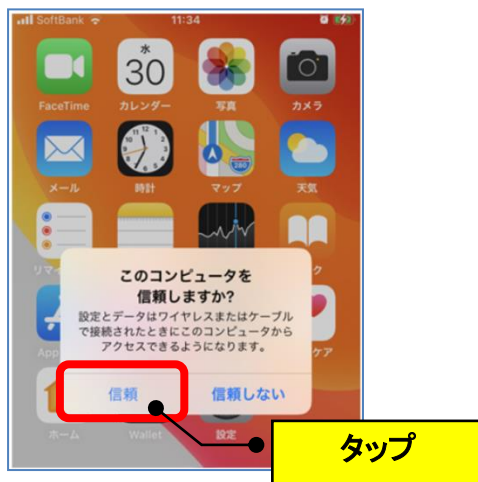 SoftBank 11:34
水
30
280
FaceTime カレンダー 写真 カメラ
メール 時計 マップ 天気
このコンピュータを
信頼しますか?
設定とデータはワイヤレスまたはケーブル
で接続されたときにこのコンピュータから
アクセスできるようになります。
信頼 信頼しない
ホーム Wallet 設定
タップ